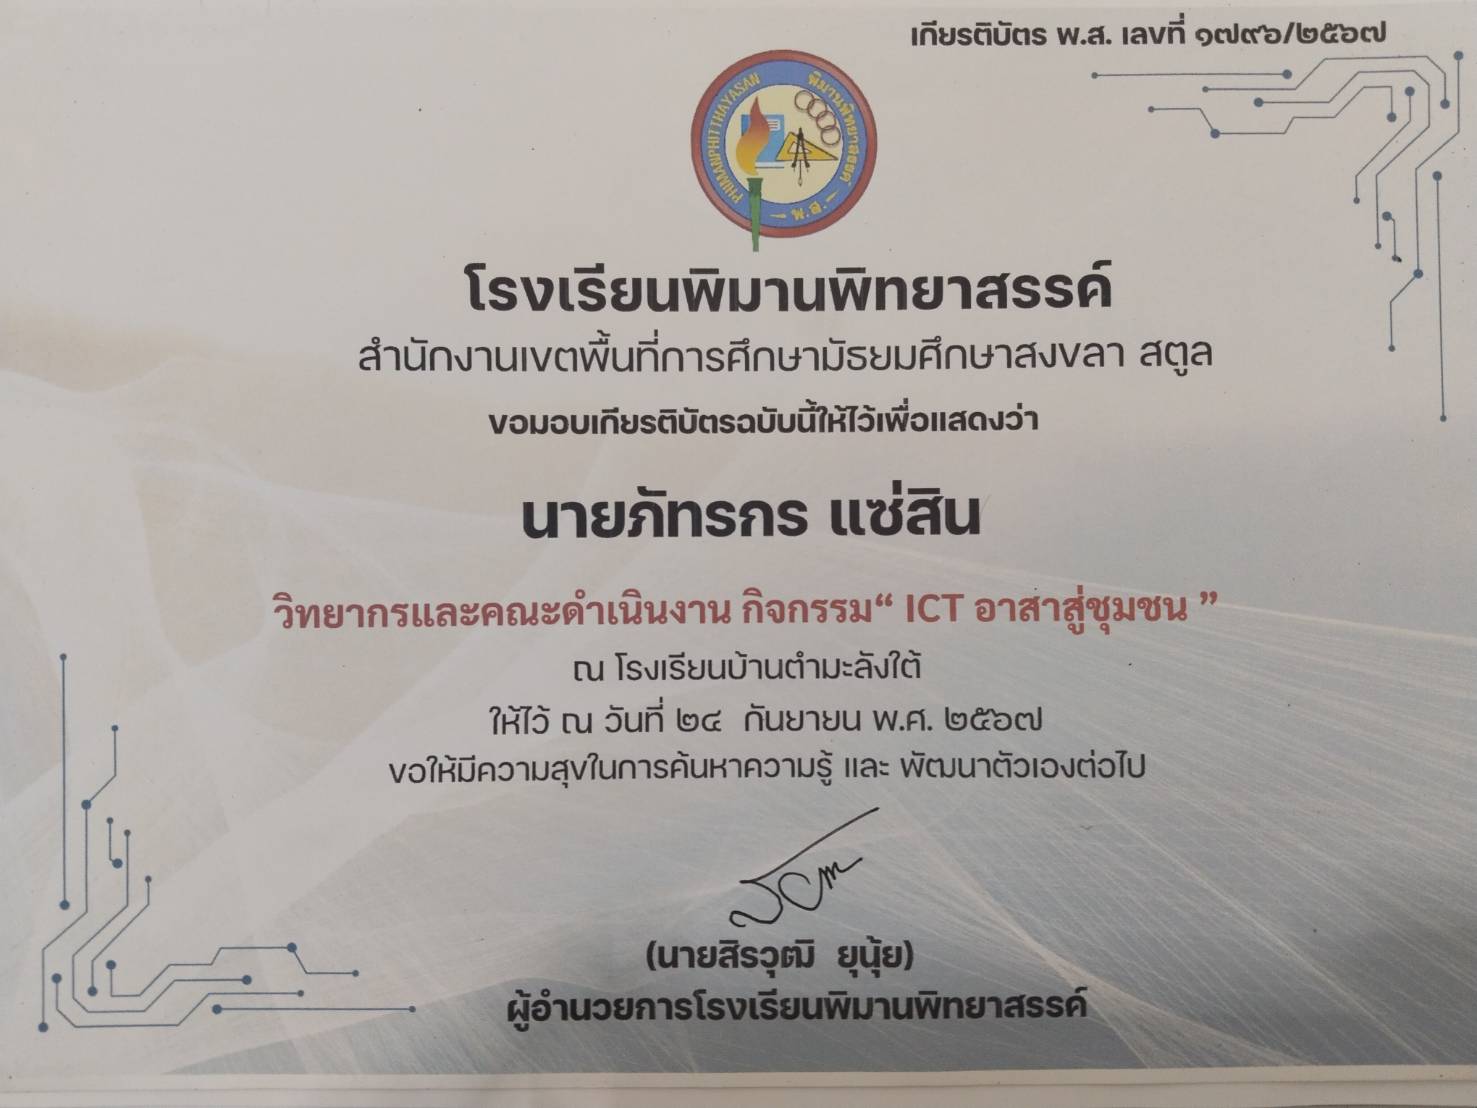 เกียรติบัตร พ.ส. เลขที่ ๑๗๙๖/๒๕๖๗
PHIMANPHITTHAYASAN
พิมานพิทยาสรรค์
พ.ส.
โรงเรียนพิมานพิทยาสรรค์
สำนักงานเขตพื้นที่การศึกษามัธยมศึกษาสงขลา สตูล
ขอมอบเกียรติบัตรฉบับนี้ให้ไว้เพื่อแสดงว่า
นายภัทรกร แซ่สิน
วิทยากรและคณะดำเนินงาน กิจกรรม“ ICT อาสาสู่ชุมชน ”
ณ โรงเรียนบ้านตำมะลังใต้
ให้ไว้ ณ วันที่ ๒๔ กันยายน พ.ศ. ๒๕๖๗
ขอให้มีความสุขในการค้นหาความรู้ และ พัฒนาตัวเองต่อไป
(นายสิรวุฒิ ยุนุ้ย)
ผู้อำนวยการโรงเรียนพิมานพิทยาสรรค์